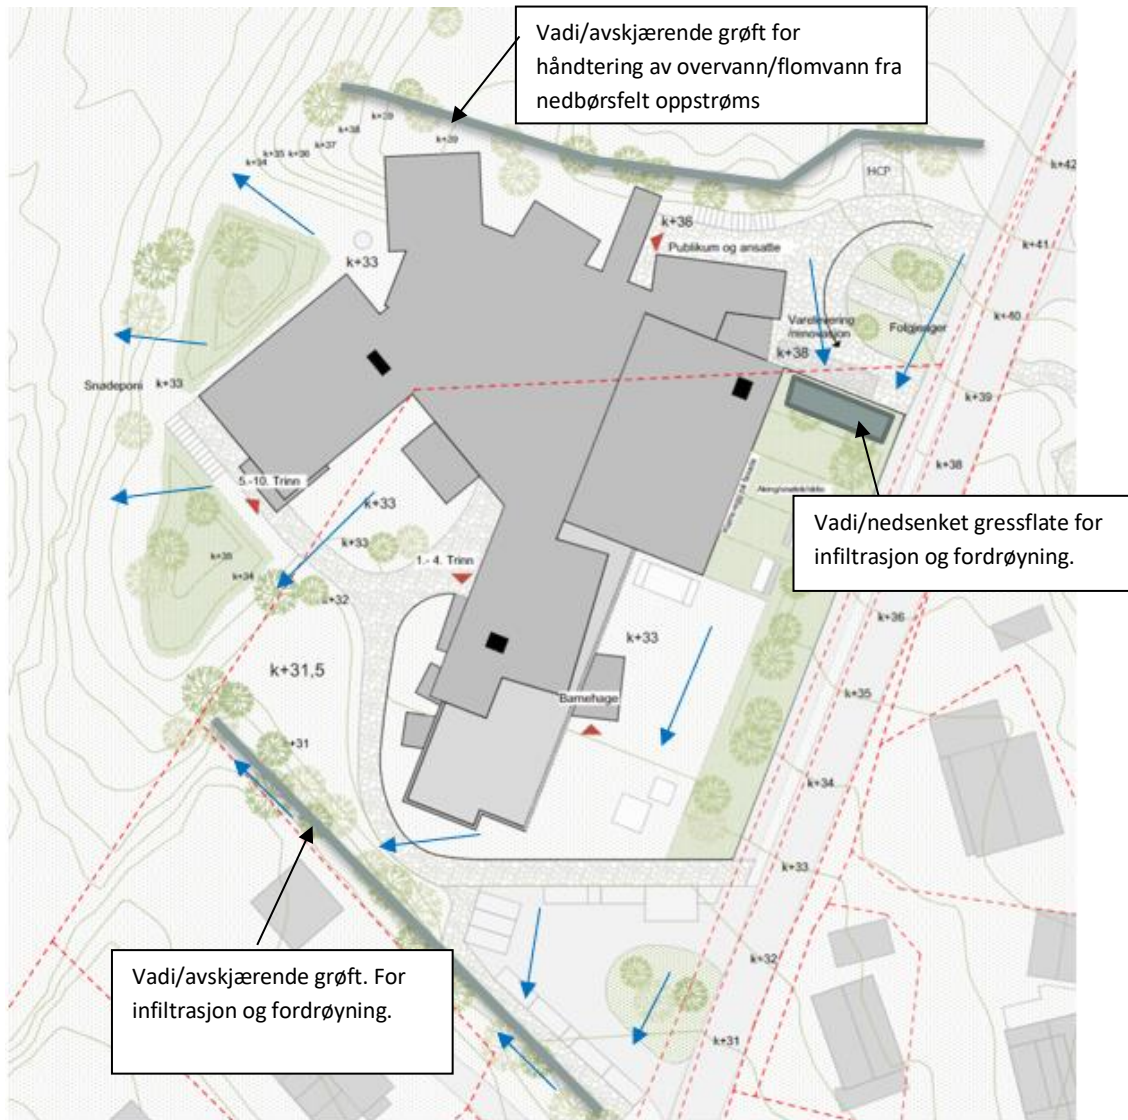 Vadi/avskjærende grøft for
håndtering av overvann/flomvann fra
nedbørsfelt oppstrøms
k+39
k+38
k+39
k+37
k+36
k+35
k+34
HCP
k+42
k+36
Publikum og ansatte
k+41
k+33
Varelevering
/renovasjon
Følgjesiger
k+40
k+38
Snødeponi
k+33
k+39
k+38
5.-10. Trinn
k+33
k+33
Vadi/nedsenket gressflate for
infiltrasjon og fordrøyning.
1.- 4. Trinn
k+35
k+34
k+32
k+36
k+33
k+31,5
k+35
Barnehage
k+31
k+34
k+33
Vadi/avskjærende grøft. For
infiltrasjon og fordrøyning.
k+32
k+31